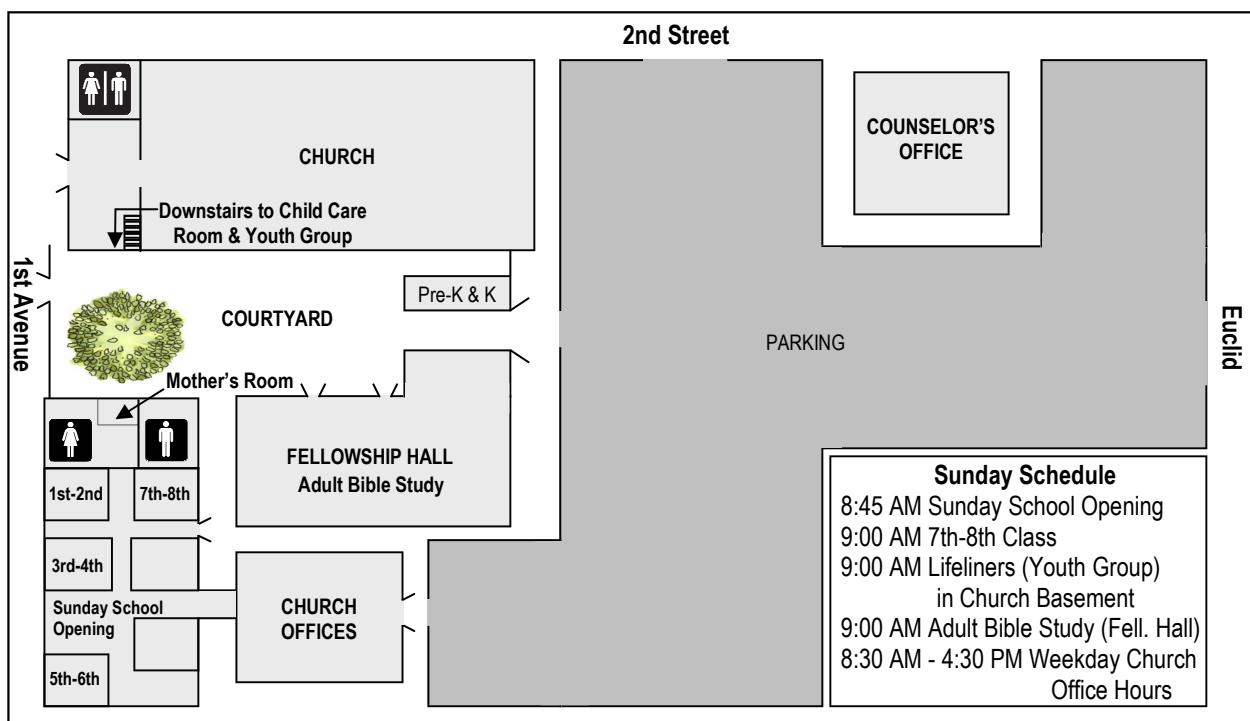 2nd Street
CHURCH
COUNSELOR'S
OFFICE
Downstairs to Child Care
Room & Youth Group
1st Avenue
Pre-K & K
COURTYARD
PARKING
Euclid
Mother's Room
FELLOWSHIP HALL
Adult Bible Study
1st-2nd
7th-8th
3rd-4th
Sunday School
Opening
5th-6th
CHURCH
OFFICES
Sunday Schedule
8:45 AM Sunday School Opening
9:00 AM 7th-8th Class
9:00 AM Lifeliners (Youth Group)
in Church Basement
9:00 AM Adult Bible Study (Fell. Hall)
8:30 AM - 4:30 PM Weekday Church
Office Hours